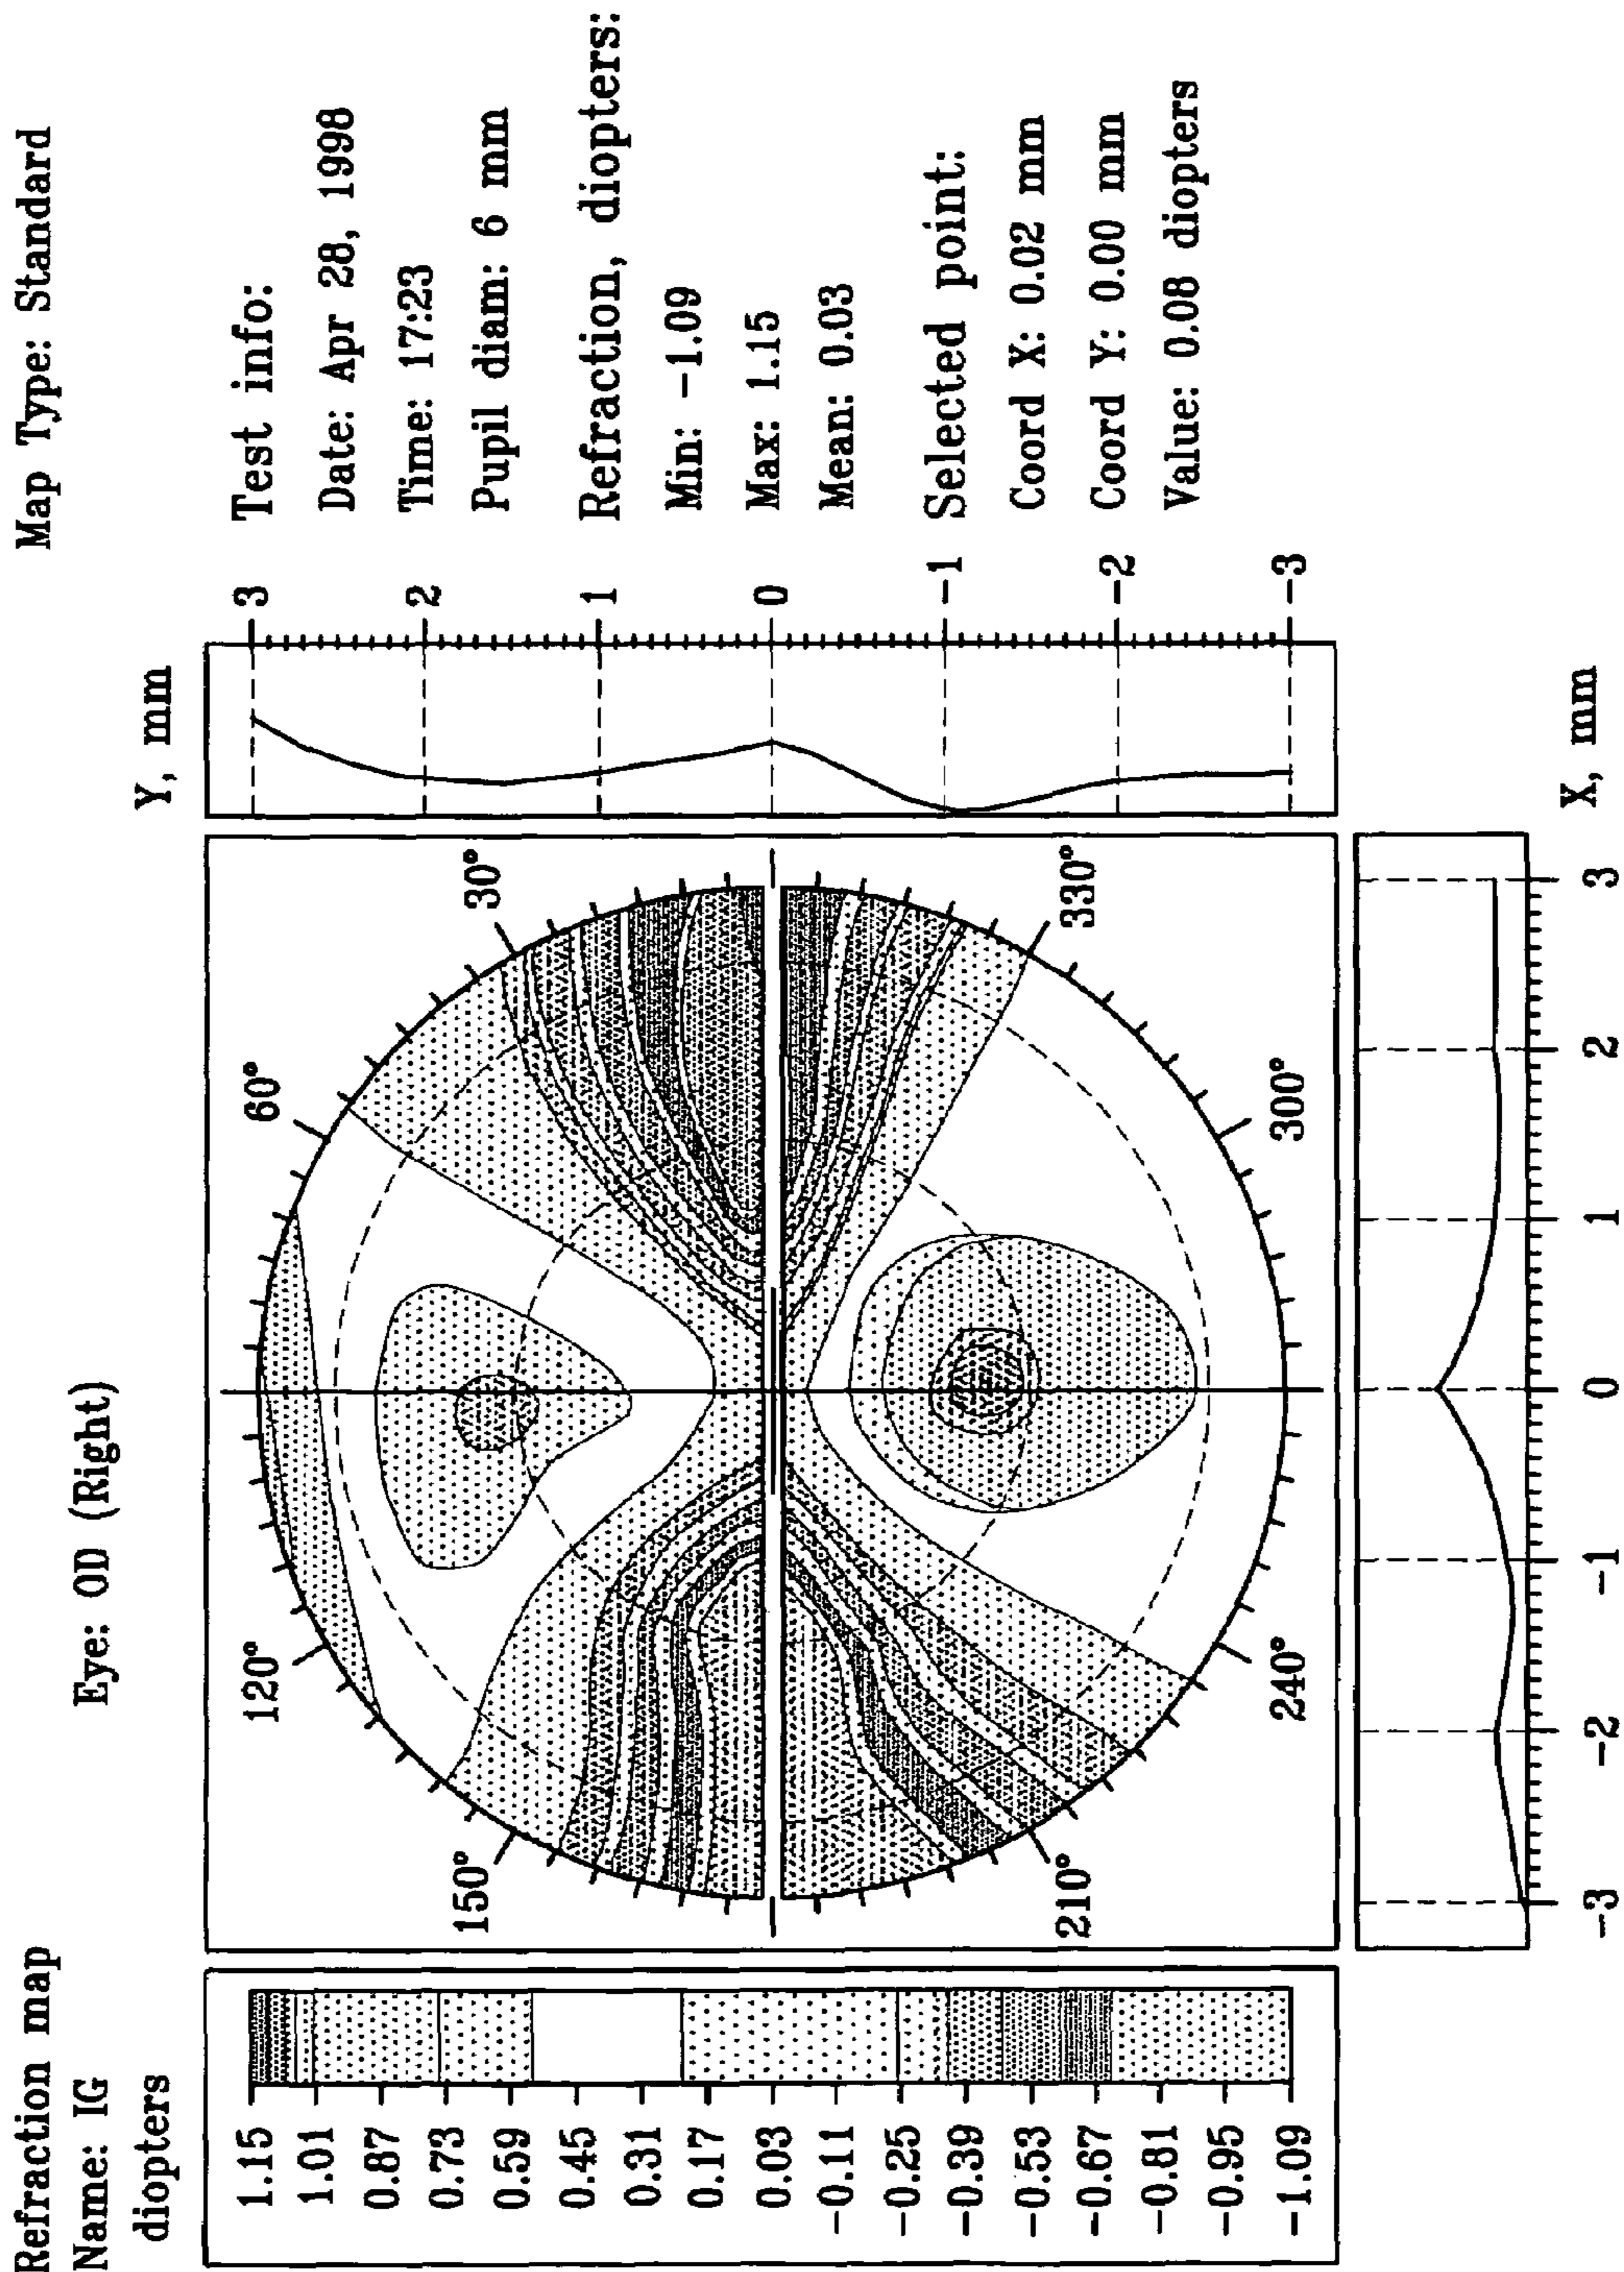 Refraction map
Name: IG
diopters
Eye: OD (Right)
Map Type: Standard
1.15
1.01
0.87
0.73
0.59
0.45
0.31
0.17
0.03
-0.11
-0.25
-0.39
-0.53
-0.67
-0.81
-0.95
-1.09
120°
60°
150°
30°
210°
330°
240°
300°
Y, mm
3
2
1
0
-1
-2
-3
-3
-2
-1
0
1
2
3
X, mm
Test info:
Date: Apr 28, 1998
Time: 17:23
Pupil diam: 6 mm
Refraction, diopters:
Min: -1.09
Max: 1.15
Mean: 0.03
Selected point:
Coord X: 0.02 mm
Coord Y: 0.00 mm
Value: 0.08 diopters